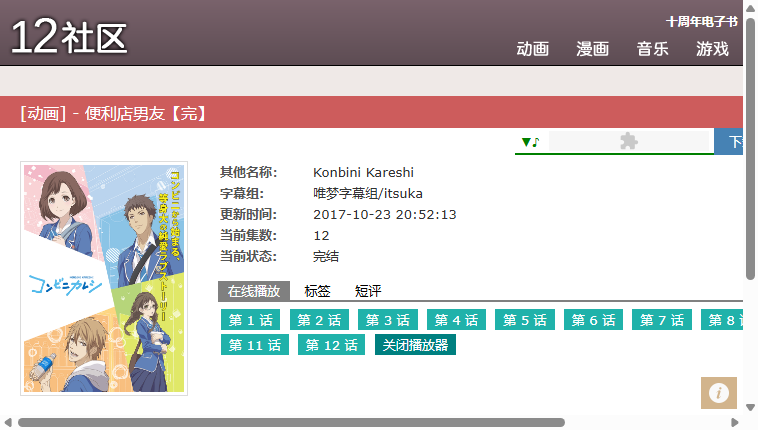 12社区
十周年电子书
动画 漫画 音乐 游戏
[动画] - 便利店男友【完】
▼♪
下
コンビニから始まる、
等身大の純愛ラブストーリー
コンビニカレシ
其他名称: Konbini Kareshi
字幕组: 唯梦字幕组/itsuka
更新时间: 2017-10-23 20:52:13
当前集数: 12
当前状态: 完结
在线播放 标签 短评
第 1 话 第 2 话 第 3 话 第 4 话 第 5 话 第 6 话 第 7 话 第 8
第 11 话 第 12 话 关闭播放器